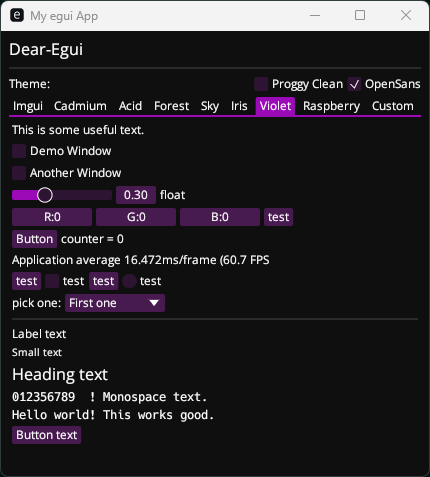 e My egui App
Dear-Egui
Theme: Proggy Clean OpenSans
Imgui Cadmium Acid Forest Sky Iris Violet Raspberry Custom
This is some useful text.
Demo Window
Another Window
0.30 float
R:0 G:0 B:0 test
Button counter = 0
Application average 16.472ms/frame (60.7 FPS
test test test test
pick one: First one
Label text
Small text
Heading text
012356789 ! Monospace text.
Hello world! This works good.
Button text